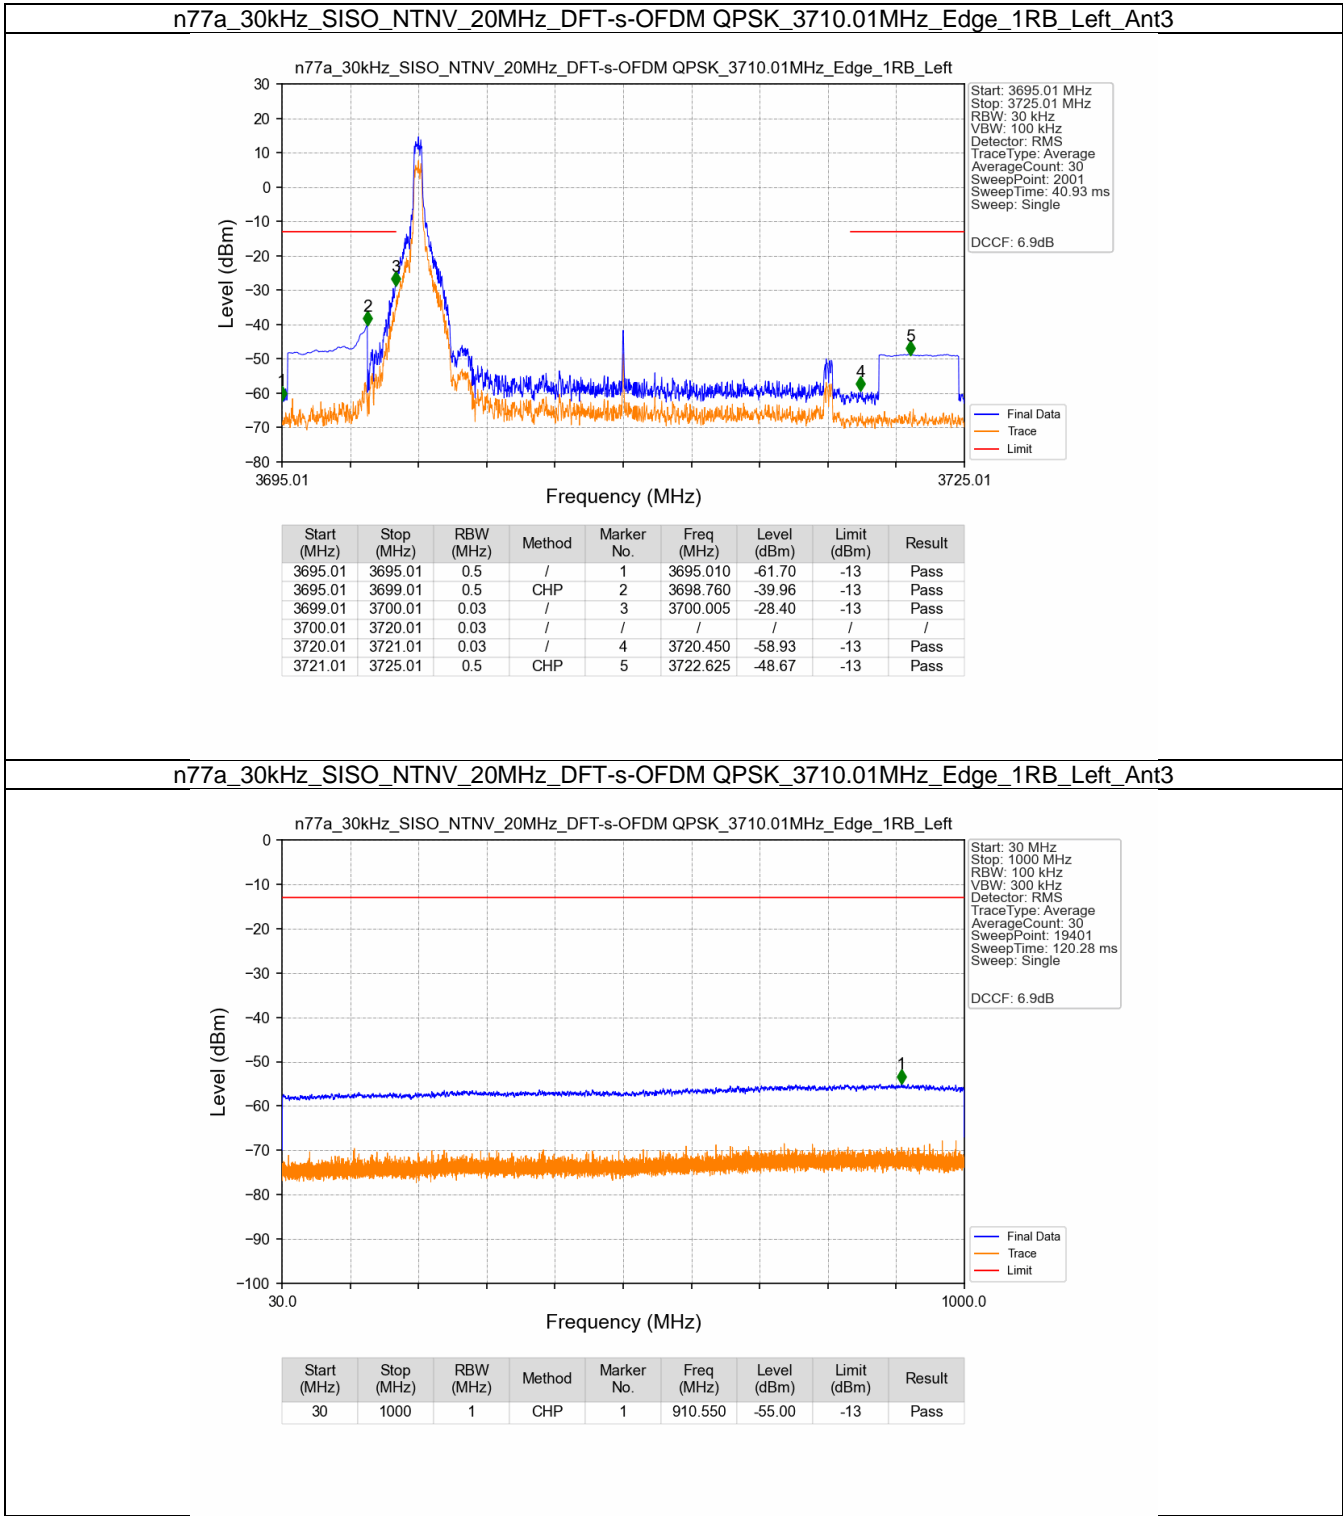 n77a_30kHz_SISO_NTNV_20MHz_DFT-s-OFDM QPSK_3710.01MHz_Edge_1RB_Left_Ant3
n77a_30kHz_SISO_NTNV_20MHz_DFT-s-OFDM QPSK_3710.01MHz_Edge_1RB_Left
30
20
10
0
−10
−20
−30
−40
−50
−60
−70
−80
Level (dBm)
1
2
3
4
5
3695.01
3725.01
Frequency (MHz)
Start: 3695.01 MHz
Stop: 3725.01 MHz
RBW: 30 kHz
VBW: 100 kHz
Detector: RMS
TraceType: Average
AverageCount: 30
SweepPoint: 2001
SweepTime: 40.93 ms
Sweep: Single
DCCF: 6.9dB
Final Data
Trace
Limit
Start (MHz) Stop (MHz) RBW (MHz) Method Marker No. Freq (MHz) Level (dBm) Limit (dBm) Result
3695.01 3695.01 0.5 / 1 3695.010 -61.70 -13 Pass
3695.01 3699.01 0.5 CHP 2 3698.760 -39.96 -13 Pass
3699.01 3700.01 0.03 / 3 3700.005 -28.40 -13 Pass
3700.01 3720.01 0.03 / / / / / /
3720.01 3721.01 0.03 / 4 3720.450 -58.93 -13 Pass
3721.01 3725.01 0.5 CHP 5 3722.625 -48.67 -13 Pass
n77a_30kHz_SISO_NTNV_20MHz_DFT-s-OFDM QPSK_3710.01MHz_Edge_1RB_Left_Ant3
n77a_30kHz_SISO_NTNV_20MHz_DFT-s-OFDM QPSK_3710.01MHz_Edge_1RB_Left
0
−10
−20
−30
−40
−50
−60
−70
−80
−90
−100
Level (dBm)
1
30.0
1000.0
Frequency (MHz)
Start: 30 MHz
Stop: 1000 MHz
RBW: 100 kHz
VBW: 300 kHz
Detector: RMS
TraceType: Average
AverageCount: 30
SweepPoint: 19401
SweepTime: 120.28 ms
Sweep: Single
DCCF: 6.9dB
Final Data
Trace
Limit
Start (MHz) Stop (MHz) RBW (MHz) Method Marker No. Freq (MHz) Level (dBm) Limit (dBm) Result
30 1000 1 CHP 1 910.550 -55.00 -13 Pass